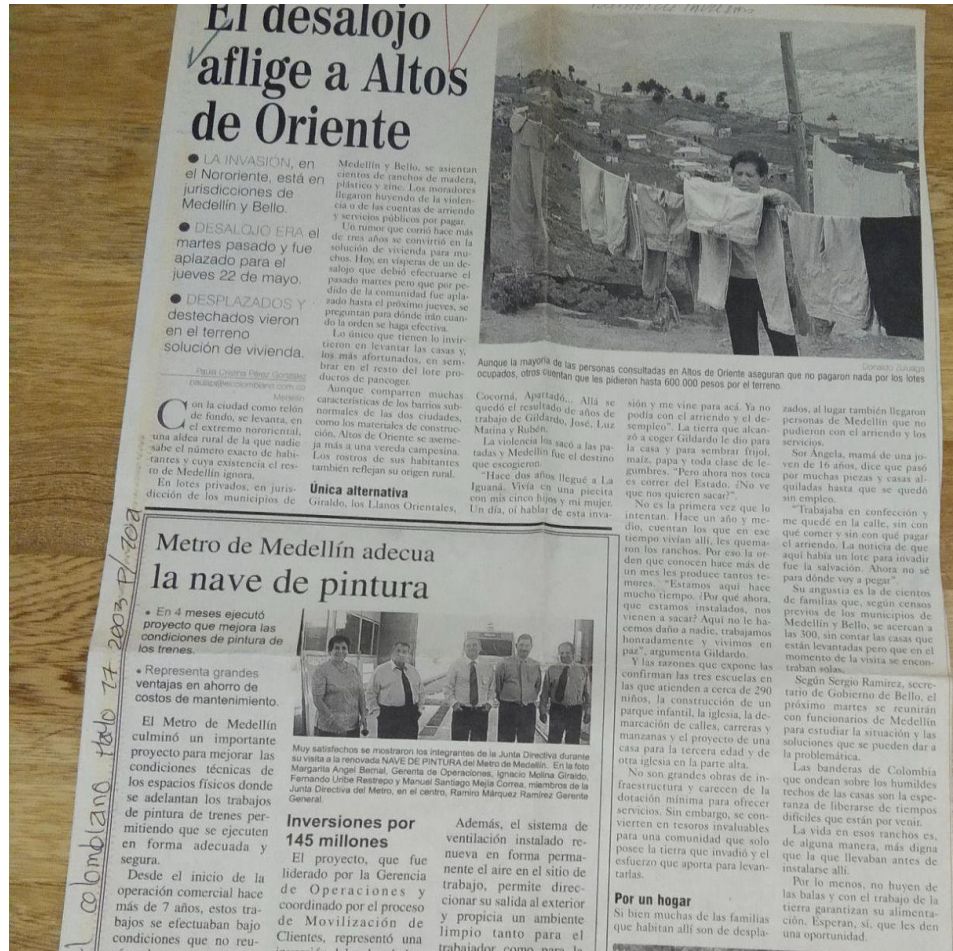 El desalojo
aflige a Altos
de Oriente
● LA INVASIÓN, en
el Nororiente, está en
jurisdicciones de
Medellín y Bello.
● DESALOJO ERA el
martes pasado y fue
aplazado para el
jueves 22 de mayo.
● DESPLAZADOS Y
destechados vieron
en el terreno
solución de vivienda.
Paula Cristina Pérez González
paulap@elcolombiano.com.co
Medellín
Con la ciudad como telón
de fondo, se levanta, en
el extremo nororiental,
una aldea rural de la que nadie
sabe el número exacto de habi-
tantes y cuya existencia el res-
to de Medellín ignora.
En lotes privados, en juris-
dicción de los municipios de
Medellín y Bello, se asientan
cientos de ranchos de madera,
plástico y zinc. Los moradores
llegaron huyendo de la violen-
cia o de las cuentas de arriendo
y servicios públicos por pagar.
Un rumor que corrió hace más
de tres años se convirtió en la
solución de vivienda para mu-
chos. Hoy, en vísperas de un de-
salojo que debió efectuarse el
pasado martes pero que por pe-
dido de la comunidad fue apla-
zado hasta el próximo jueves, se
preguntan para dónde irán cuan-
do la orden se haga efectiva.
Lo único que tienen lo invir-
tieron en levantar las casas y,
los más afortunados, en sem-
brar en el resto del lote pro-
ductos de pancoger.
Aunque comparten muchas
características de los barrios sub-
normales de las dos ciudades,
como los materiales de construc-
ción, Altos de Oriente se aseme-
ja más a una vereda campesina.
Los rostros de sus habitantes
también reflejan su origen rural.
Única alternativa
Giraldo, los Llanos Orientales,
Donaldo Zuluaga
Aunque la mayoría de las personas consultadas en Altos de Oriente aseguran que no pagaron nada por los lotes
ocupados, otros cuentan que les pidieron hasta 600.000 pesos por el terreno.
Cocorná, Apartadó... Allá se
quedó el resultado de años de
trabajo de Gildardo, José, Luz
Marina y Rubén.
La violencia los sacó a las pa-
tadas y Medellín fue el destino
que escogieron.
"Hace dos años llegué a La
Iguaná. Vivía en una piecita
con mis cinco hijos y mi mujer.
Un día, oí hablar de esta inva-
sión y me vine para acá. Ya no
podía con el arriendo y el de-
sempleo". La tierra que alcan-
zó a coger Gildardo le dio para
la casa y para sembrar frijol,
maíz, papa y toda clase de le-
gumbres. "Pero ahora nos toca
es correr del Estado. ¿No ve
que nos quieren sacar?".
No es la primera vez que lo
intentan. Hace un año y me-
dio, cuentan los que en ese
tiempo vivían allí, les quema-
ron los ranchos. Por eso la or-
den que conocen hace más de
un mes les produce tantos te-
mores. "Estamos aquí hace
mucho tiempo. ¿Por qué ahora,
que estamos instalados, nos
vienen a sacar? Aquí no le ha-
cemos daño a nadie, trabajamos
honradamente y vivimos en
paz", argumenta Gildardo.
Y las razones que expone las
confirman las tres escuelas en
las que atienden a cerca de 290
niños, la construcción de un
parque infantil, la iglesia, la de-
marcación de calles, carreras y
manzanas y el proyecto de una
casa para la tercera edad y de
otra iglesia en la parte alta.
No son grandes obras de in-
fraestructura y carecen de la
dotación mínima para ofrecer
servicios. Sin embargo, se con-
vierten en tesoros invaluables
para una comunidad que solo
posee la tierra que invadió y el
esfuerzo que aporta para levan-
tarlas.
Por un hogar
Si bien muchas de las familias
que habitan allí son de despla-
zados, al lugar también llegaron
personas de Medellín que no
pudieron con el arriendo y los
servicios.
Sor Ángela, mamá de una jo-
ven de 16 años, dice que pasó
por muchas piezas y casas al-
quiladas hasta que se quedó
sin empleo.
"Trabajaba en confección y
me quedé en la calle, sin con
qué comer y sin con qué pagar
el arriendo. La noticia de que
aquí había un lote para invadir
fue la salvación. Ahora no sé
para dónde voy a pegar".
Su angustia es la de cientos
de familias que, según censos
previos de los municipios de
Medellín y Bello, se acercan a
las 300, sin contar las casas que
están levantadas pero que en el
momento de la visita se encon-
traban solas.
Según Sergio Ramírez, secre-
tario de Gobierno de Bello, el
próximo martes se reunirán
con funcionarios de Medellín
para estudiar la situación y las
soluciones que se pueden dar a
la problemática.
Las banderas de Colombia
que ondean sobre los humildes
techos de las casas son la espe-
ranza de liberarse de tiempos
difíciles que están por venir.
La vida en esos ranchos es,
de alguna manera, más digna
que la que llevaban antes de
instalarse allí.
Por lo menos, no huyen de
las balas y con el trabajo de la
tierra garantizan su alimenta-
ción. Esperan, sí, que les den
una oportunidad.
Metro de Medellín adecua
la nave de pintura
• En 4 meses ejecutó
proyecto que mejora las
condiciones de pintura de
los trenes.
• Representa grandes
ventajas en ahorro de
costos de mantenimiento.
El Metro de Medellín
culminó un importante
proyecto para mejorar las
condiciones técnicas de
los espacios físicos donde
se adelantan los trabajos
de pintura de trenes per-
mitiendo que se ejecuten
en forma adecuada y
segura.
Desde el inicio de la
operación comercial hace
más de 7 años, estos tra-
bajos se efectuaban bajo
condiciones que no reu-
Muy satisfechos se mostraron los integrantes de la Junta Directiva durante
su visita a la renovada NAVE DE PINTURA del Metro de Medellín. En la foto
Margarita Angel Bernal, Gerenta de Operaciones, Ignacio Molina Giraldo,
Fernando Uribe Restrepo y Manuel Santiago Mejía Correa, miembros de la
Junta Directiva del Metro, en el centro, Ramiro Márquez Ramírez Gerente
General.
Inversiones por
145 millones
El proyecto, que fue
liderado por la Gerencia
de Operaciones y
coordinado por el proceso
de Movilización de
Clientes, representó una
Además, el sistema de
ventilación instalado re-
nueva en forma perma-
nente el aire en el sitio de
trabajo, permite direc-
cionar su salida al exterior
y propicia un ambiente
limpio tanto para el
trabajador como para la
colombiano. Mayo 17 2003 P/.